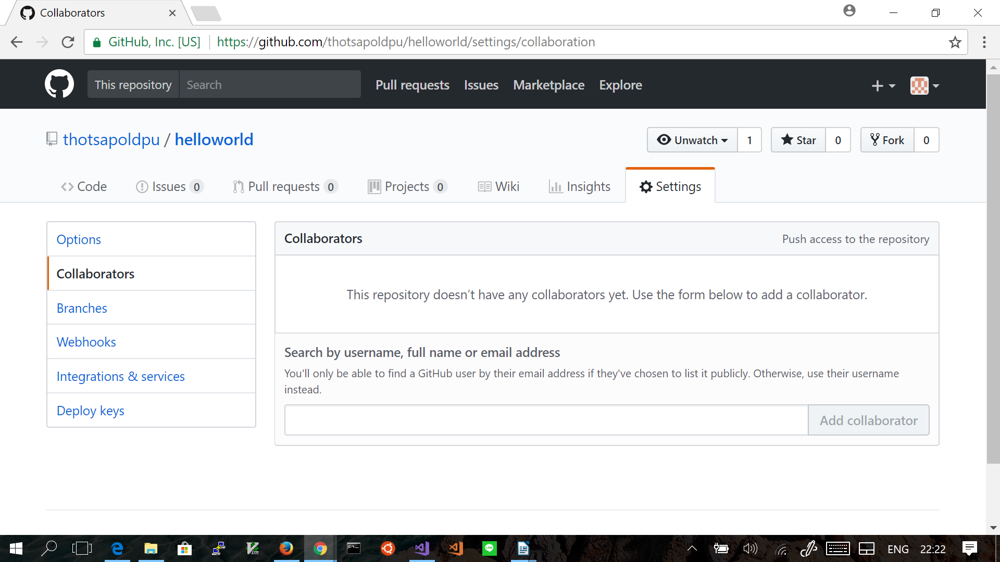 Collaborators
GitHub, Inc. [US] https://github.com/thotsapoldpu/helloworld/settings/collaboration
This repository Search Pull requests Issues Marketplace Explore
thotsapoldpu / helloworld Unwatch 1 Star 0 Fork 0
Code Issues 0 Pull requests 0 Projects 0 Wiki Insights Settings
Options
Collaborators
Branches
Webhooks
Integrations & services
Deploy keys
Collaborators Push access to the repository
This repository doesn’t have any collaborators yet. Use the form below to add a collaborator.
Search by username, full name or email address
You'll only be able to find a GitHub user by their email address if they've chosen to list it publicly. Otherwise, use their username
instead.
Add collaborator
ENG 22:22